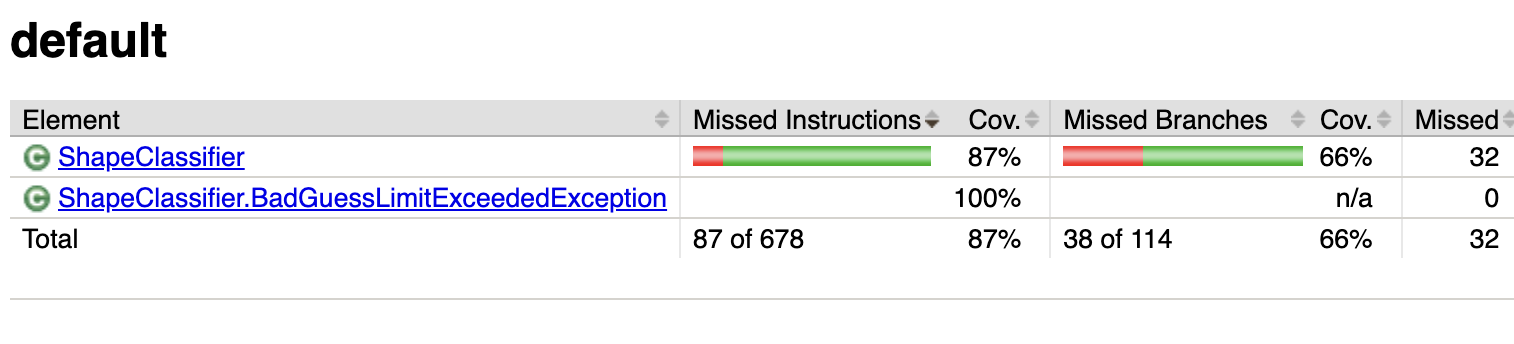 default
Element Missed Instructions Cov. Missed Branches Cov. Missed
C ShapeClassifier 87% 66% 32
C ShapeClassifier.BadGuessLimitExceededException 100% n/a 0
Total 87 of 678 87% 38 of 114 66% 32